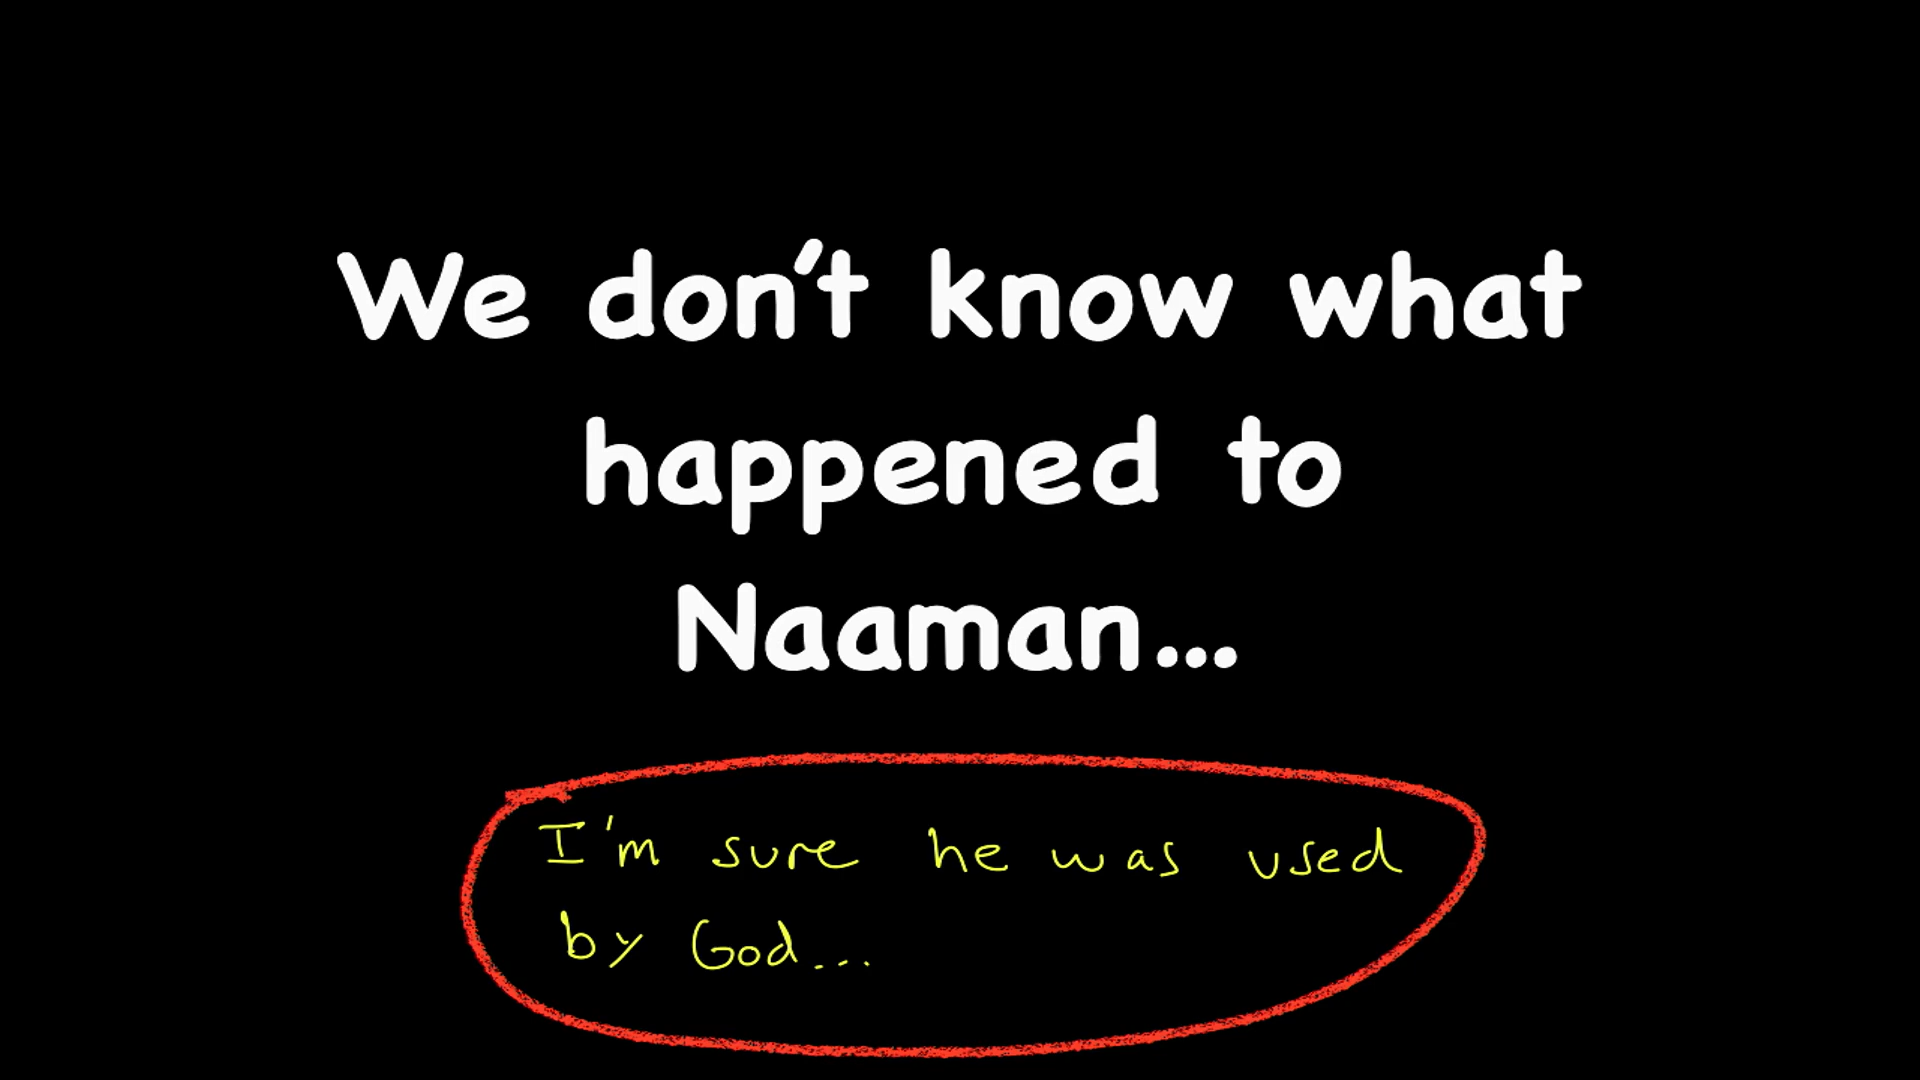 We don't know what
happened to
Naaman...
I'm sure he was used
by God...